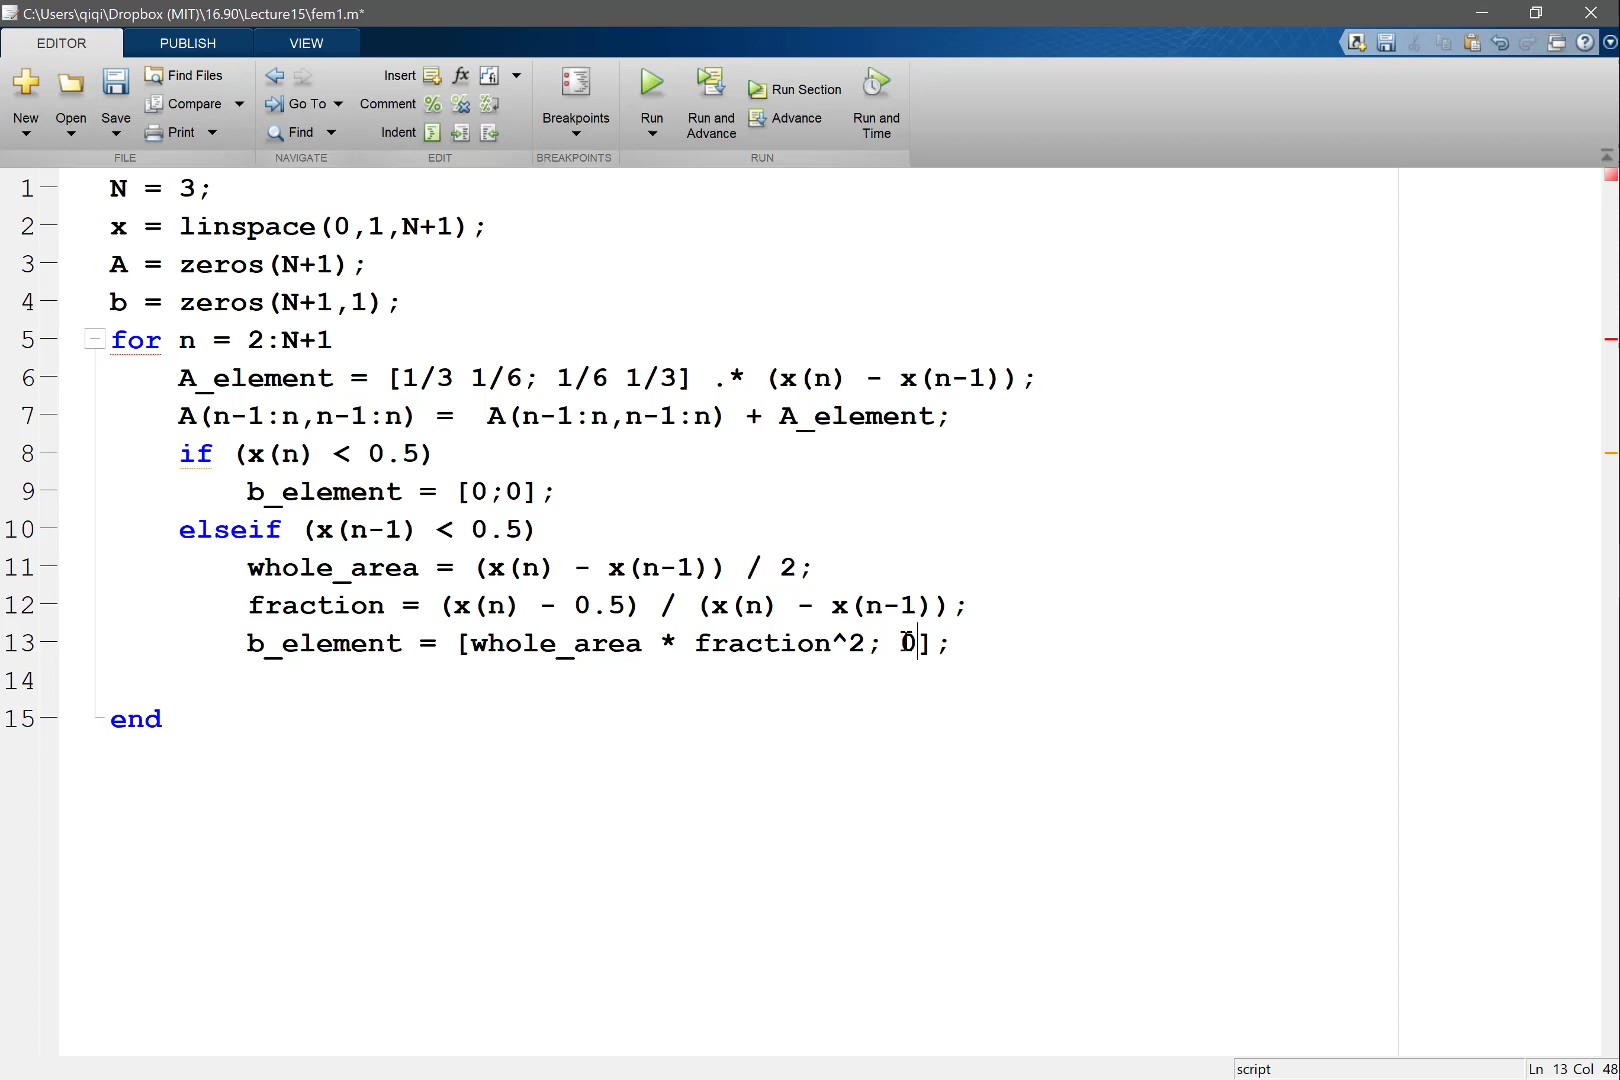 C:\Users\qiqi\Dropbox (MIT)\16.90\Lecture15\fem1.m*
EDITOR PUBLISH VIEW
Find Files Insert fx
Compare Go To Comment Run Section
New Open Save Print Find Indent Breakpoints Run Run and Advance Advance Run and Time
FILE NAVIGATE EDIT BREAKPOINTS RUN
1 N = 3;
2 x = linspace(0,1,N+1);
3 A = zeros(N+1);
4 b = zeros(N+1,1);
5 for n = 2:N+1
6 A_element = [1/3 1/6; 1/6 1/3] .* (x(n) - x(n-1));
7 A(n-1:n,n-1:n) =  A(n-1:n,n-1:n) + A_element;
8 if (x(n) < 0.5)
9 b_element = [0;0];
10 elseif (x(n-1) < 0.5)
11 whole_area = (x(n) - x(n-1)) / 2;
12 fraction = (x(n) - 0.5) / (x(n) - x(n-1));
13 b_element = [whole_area * fraction^2; 0];
14
15 end
script Ln 13 Col 48